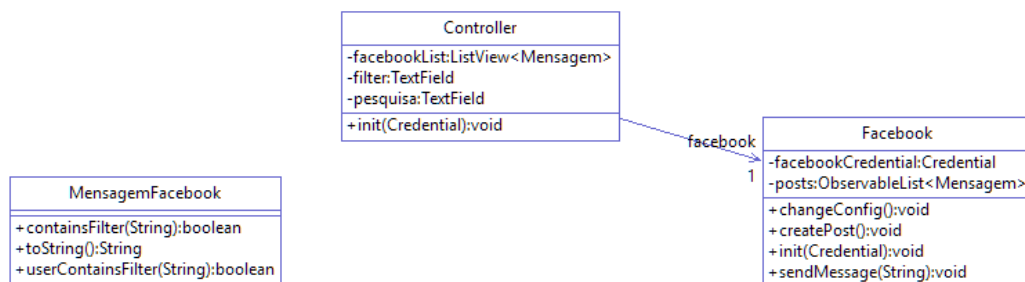 Controller
-facebookList:ListView<Mensagem>
-filter:TextField
-pesquisa:TextField
+init(Credential):void
facebook
1
Facebook
-facebookCredential:Credential
-posts:ObservableList<Mensagem>
+changeConfig():void
+createPost():void
+init(Credential):void
+sendMessage(String):void
MensagemFacebook
+containsFilter(String):boolean
+toString():String
+userContainsFilter(String):boolean